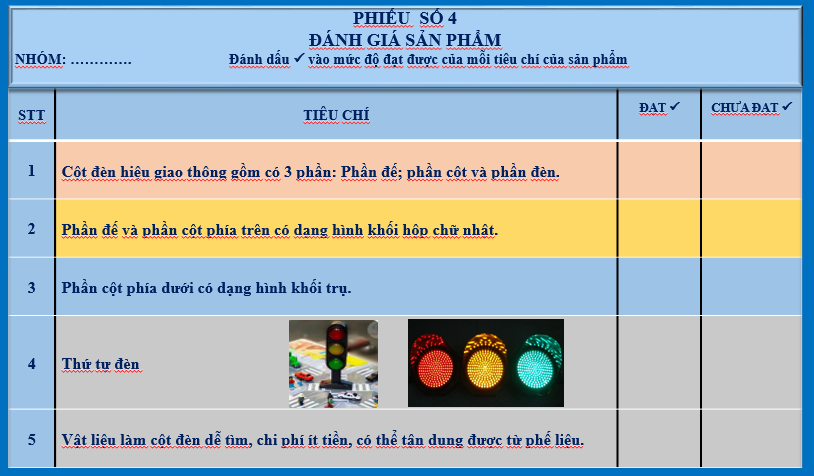 PHIẾU SỐ 4
ĐÁNH GIÁ SẢN PHẨM
NHÓM: ………….
Đánh dấu ✓ vào mức độ đạt được của mỗi tiêu chí của sản phẩm
STT
TIÊU CHÍ
ĐẠT ✓
CHƯA ĐẠT ✓
1
Cột đèn hiệu giao thông gồm có 3 phần: Phần đế; phần cột và phần đèn.
2
Phần đế và phần cột phía trên có dạng hình khối hộp chữ nhật.
3
Phần cột phía dưới có dạng hình khối trụ.
4
Thứ tự đèn
5
Vật liệu làm cột đèn dễ tìm, chi phí ít tiền, có thể tận dụng được từ phế liệu.